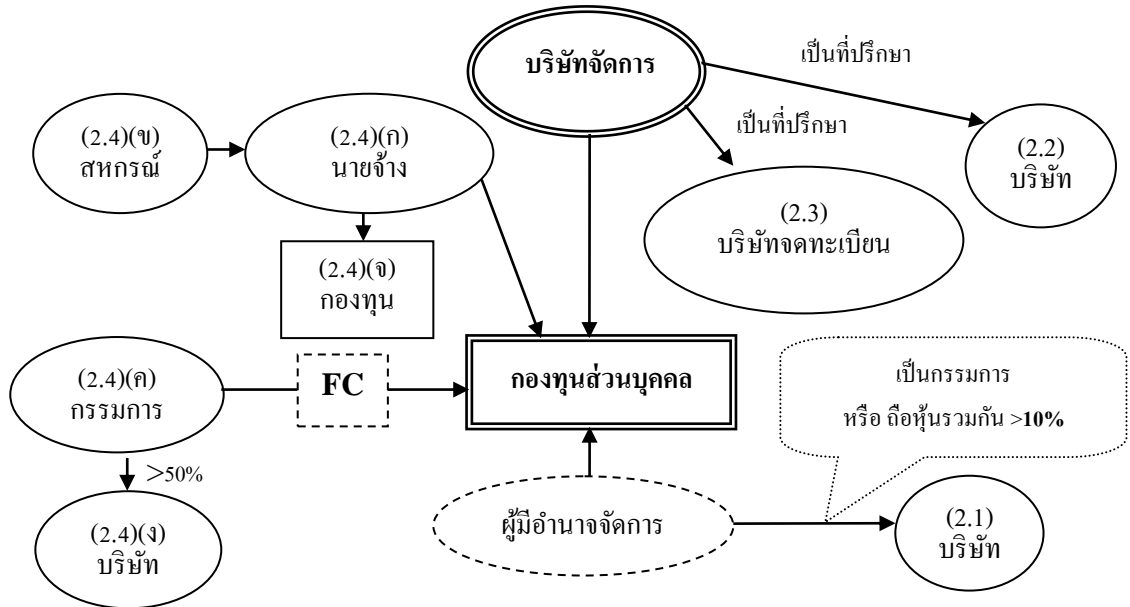 บริษัทจัดการ
เป็นที่ปรึกษา
เป็นที่ปรึกษา
(2.4)(ข)
สหกรณ์
(2.4)(ก)
นายจ้าง
(2.2)
บริษัท
(2.3)
บริษัทจดทะเบียน
(2.4)(จ)
กองทุน
(2.4)(ค)
กรรมการ
FC
กองทุนส่วนบุคคล
เป็นกรรมการ
หรือ ถือหุ้นรวมกัน >10%
>50%
(2.4)(ง)
บริษัท
ผู้มีอำนาจจัดการ
(2.1)
บริษัท